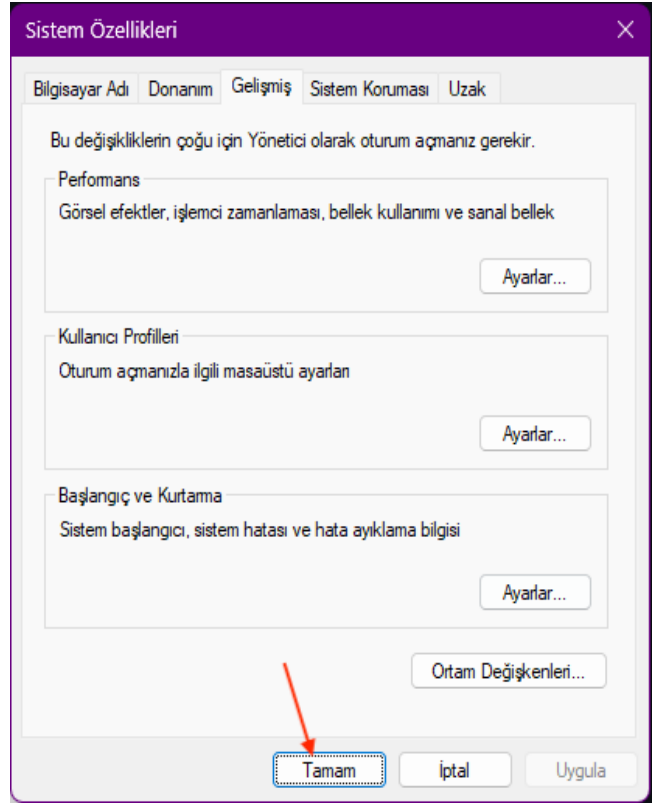 Sistem Özellikleri
Bilgisayar Adı Donanım Gelişmiş Sistem Koruması Uzak
Bu değişikliklerin çoğu için Yönetici olarak oturum açmanız gerekir.
Performans
Görsel efektler, işlemci zamanlaması, bellek kullanımı ve sanal bellek
Ayarlar...
Kullanıcı Profilleri
Oturum açmanızla ilgili masaüstü ayarları
Ayarlar...
Başlangıç ve Kurtarma
Sistem başlangıcı, sistem hatası ve hata ayıklama bilgisi
Ayarlar...
Ortam Değişkenleri...
Tamam İptal Uygula